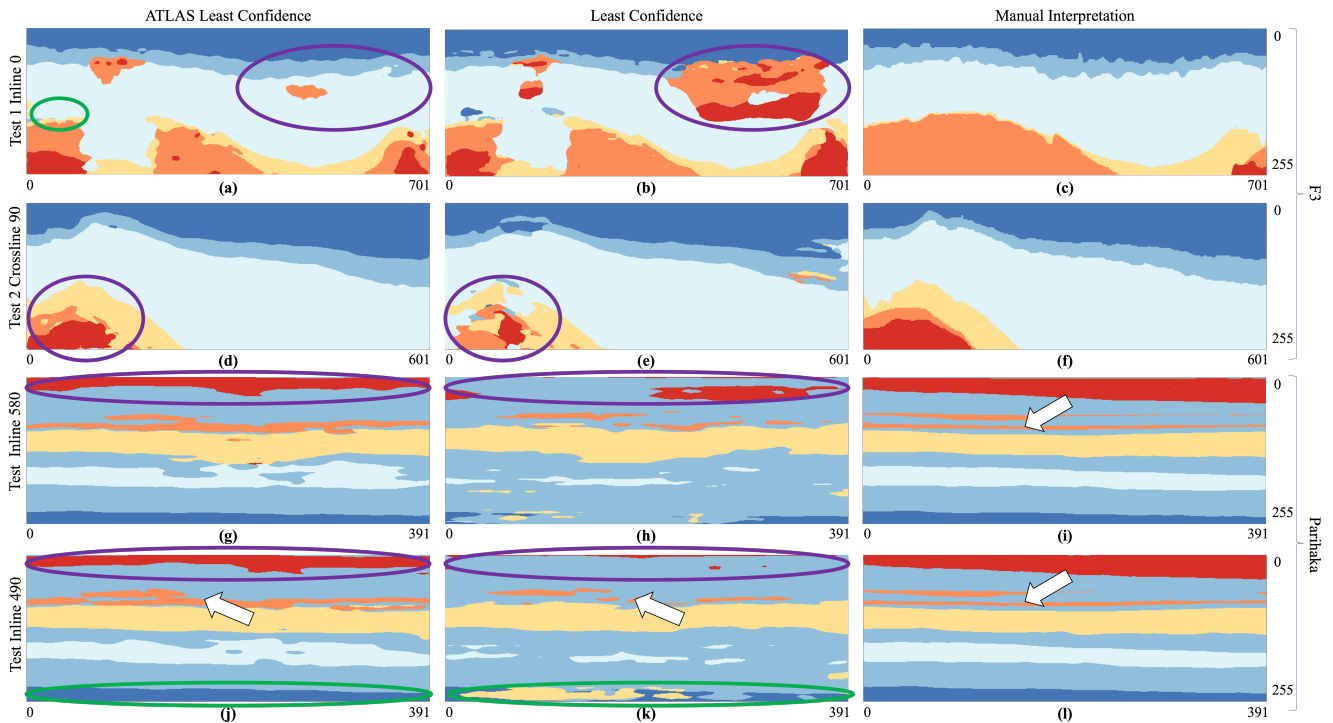 ATLAS Least Confidence
Least Confidence
Manual Interpretation
Test 1 Inline 0
0
255
0
(a)
701
0
(b)
701
0
(c)
701
F3
Test 2 Crossline 90
0
255
0
(d)
601
0
(e)
601
0
(f)
601
Test Inline 580
0
255
0
(g)
391
0
(h)
391
0
(i)
391
Parihaka
Test Inline 490
0
255
0
(j)
391
0
(k)
391
0
(l)
391